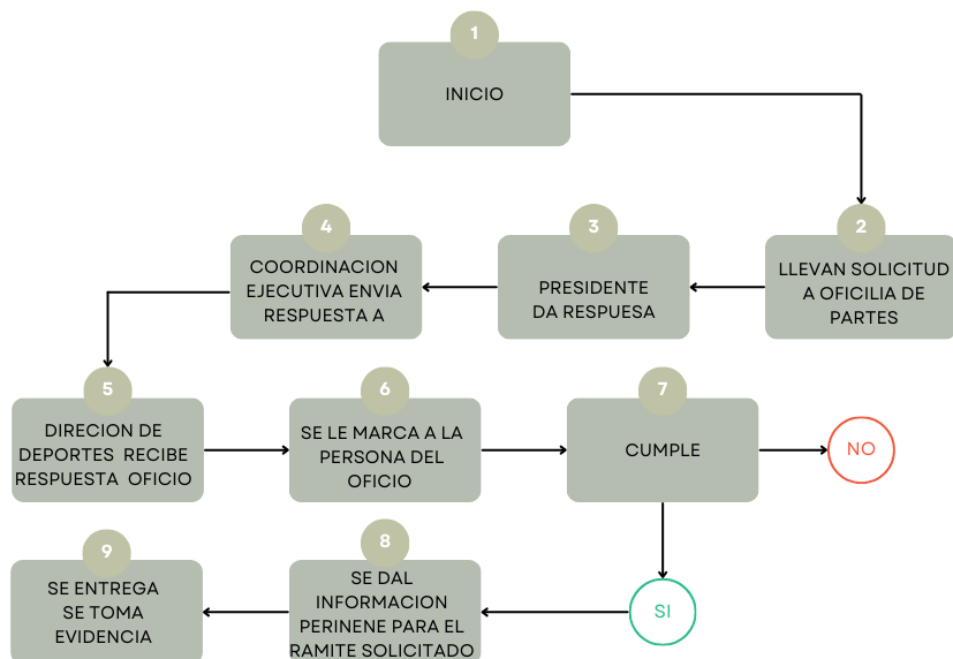 1
INICIO
2
LLEVAN SOLICITUD
A OFICILIA DE
PARTES
3
PRESIDENTE
DA RESPUESA
4
COORDINACION
EJECUTIVA ENVIA
RESPUESTA A
5
DIRECION DE
DEPORTES RECIBE
RESPUESTA OFICIO
6
SE LE MARCA A LA
PERSONA DEL
OFICIO
7
CUMPLE
NO
SI
8
SE DAL
INFORMACION
PERINENE PARA EL
RAMITE SOLICITADO
9
SE ENTREGA
SE TOMA
EVIDENCIA